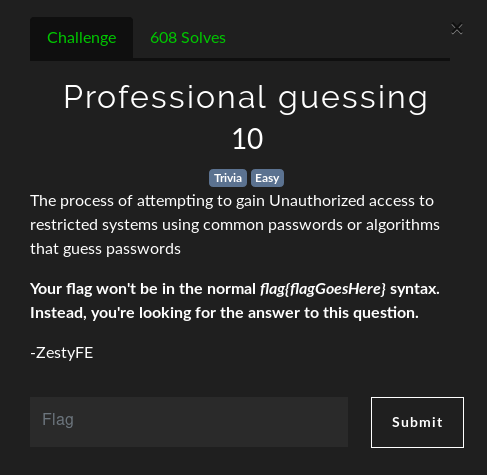 Challenge
608 Solves
×
Professional guessing
10
Trivia
Easy
The process of attempting to gain Unauthorized access to
restricted systems using common passwords or algorithms
that guess passwords
Your flag won't be in the normal flag{flagGoesHere} syntax.
Instead, you're looking for the answer to this question.
-ZestyFE
Flag
Submit